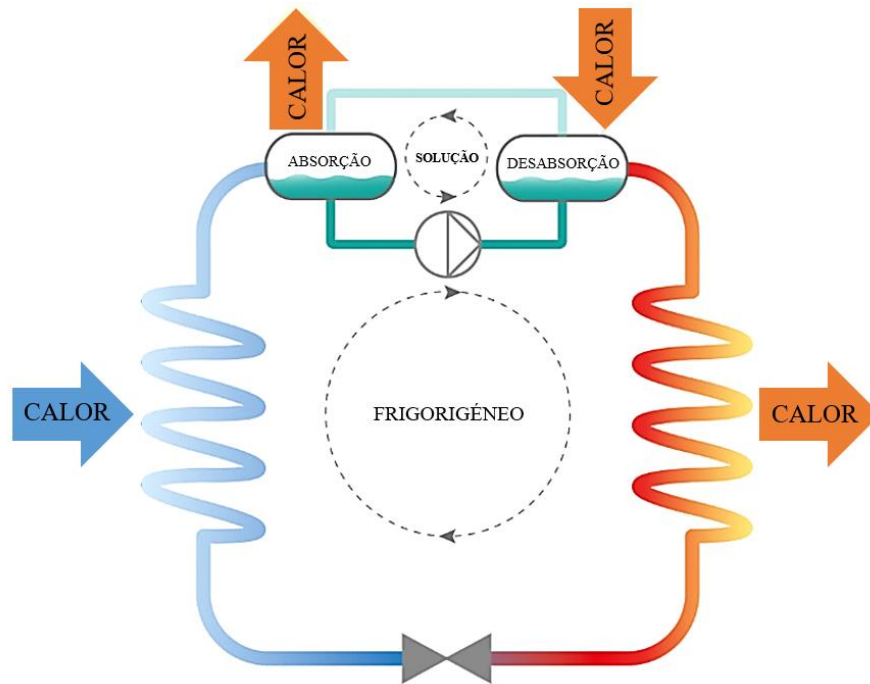 CALOR
CALOR
ABSORÇÃO
SOLUÇÃO
DESABSORÇÃO
CALOR
FRIGORIGÉNEO
CALOR